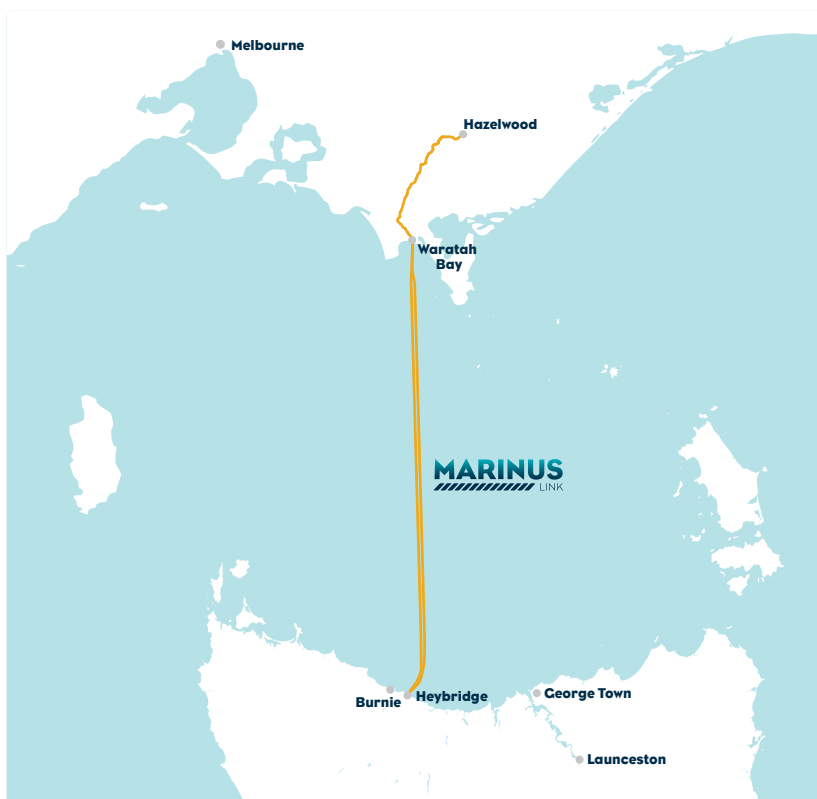 Melbourne
Hazelwood
Waratah
Bay
MARINUS
LINK
Burnie
Heybridge
George Town
Launceston